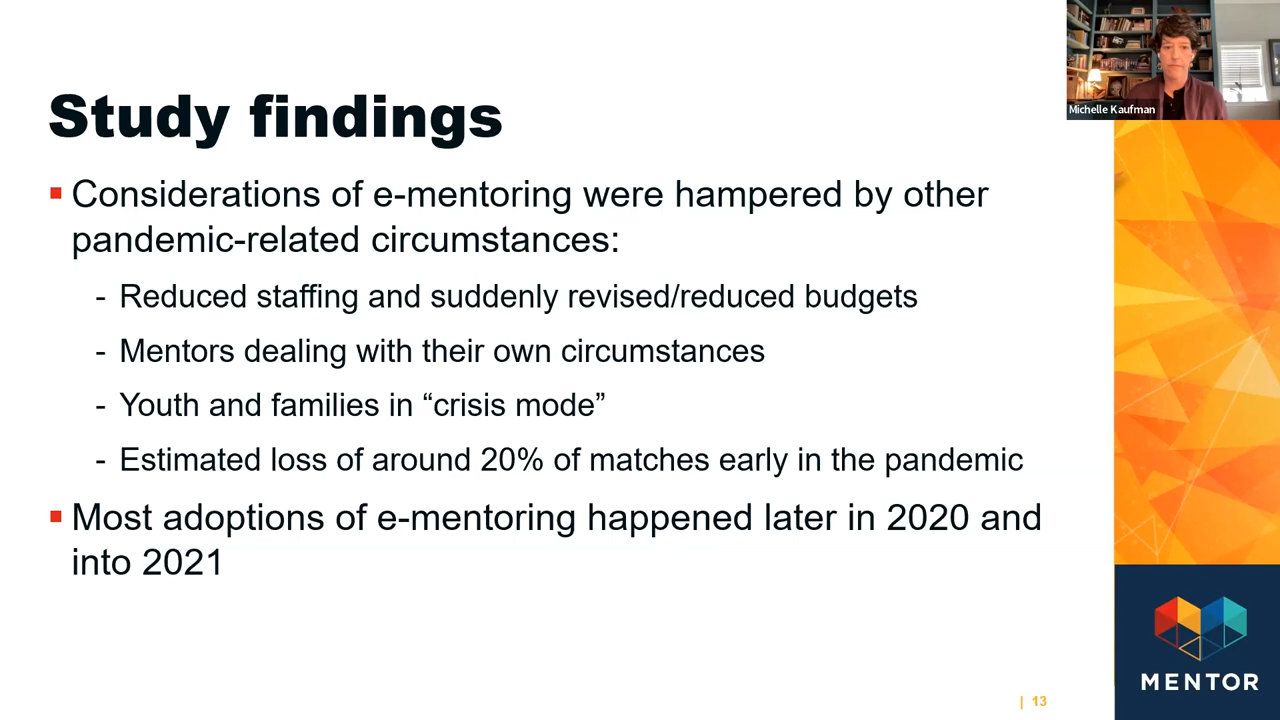 Michelle Kaufman
Study findings
▪ Considerations of e-mentoring were hampered by other
pandemic-related circumstances:
- Reduced staffing and suddenly revised/reduced budgets
- Mentors dealing with their own circumstances
- Youth and families in “crisis mode”
- Estimated loss of around 20% of matches early in the pandemic
▪ Most adoptions of e-mentoring happened later in 2020 and
into 2021
MENTOR
| 13